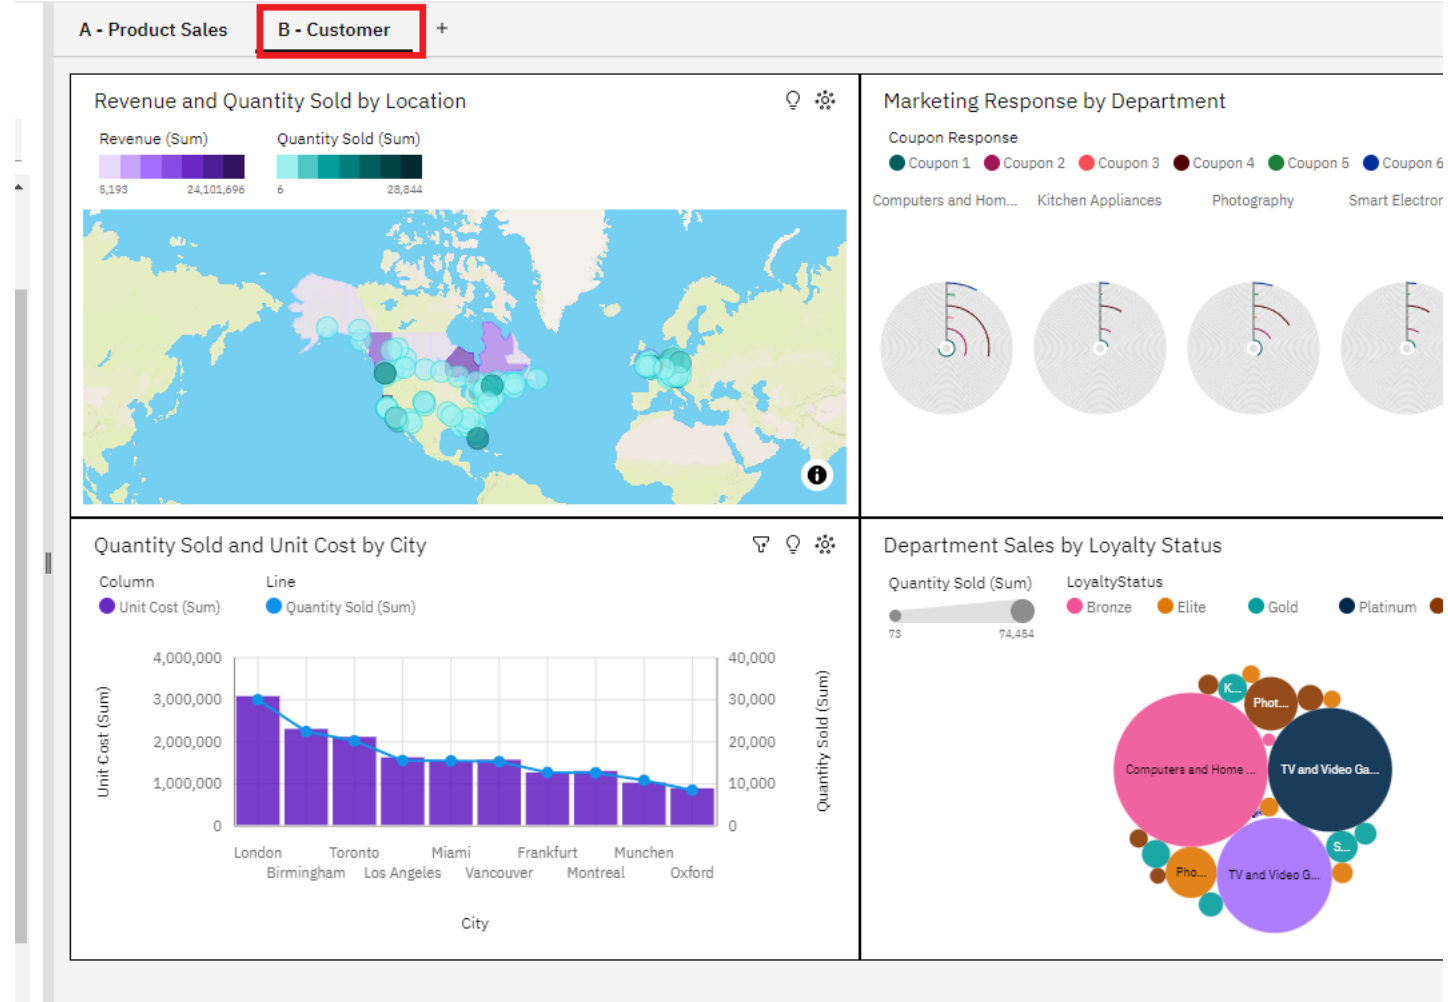 A - Product Sales B - Customer +
Revenue and Quantity Sold by Location
Revenue (Sum) Quantity Sold (Sum)
5,193 24,101,696 6 28,844
Marketing Response by Department
Coupon Response
Coupon 1 Coupon 2 Coupon 3 Coupon 4 Coupon 5 Coupon 6
Computers and Hom... Kitchen Appliances Photography Smart Electron
Quantity Sold and Unit Cost by City
Column Line
Unit Cost (Sum) Quantity Sold (Sum)
Unit Cost (Sum)
4,000,000
3,000,000
2,000,000
1,000,000
0
40,000
30,000
20,000
10,000
0
Quantity Sold (Sum)
London Toronto Miami Frankfurt Munchen
Birmingham Los Angeles Vancouver Montreal Oxford
City
Department Sales by Loyalty Status
Quantity Sold (Sum) LoyaltyStatus
Bronze Elite Gold Platinum
73 74,454
K...
Phot...
Computers and Home ... TV and Video Ga...
S...
Pho... TV and Video G...